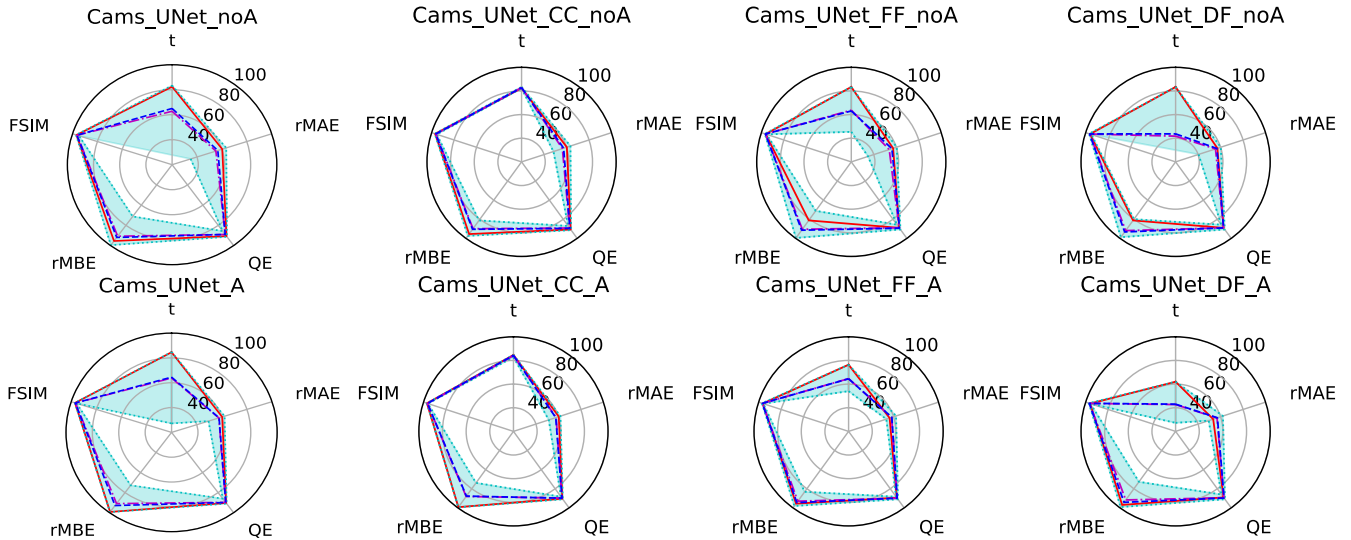 Cams_UNet_noA
Cams_UNet_CC_noA
Cams_UNet_FF_noA
Cams_UNet_DF_noA
t
t
t
t
100
80
60
40
FSIM
rMAE
rMBE
QE
100
80
60
40
FSIM
rMAE
rMBE
QE
100
80
60
40
FSIM
rMAE
rMBE
QE
100
80
60
40
FSIM
rMAE
rMBE
QE
Cams_UNet_A
Cams_UNet_CC_A
Cams_UNet_FF_A
Cams_UNet_DF_A
t
t
t
t
100
80
60
40
FSIM
rMAE
rMBE
QE
100
80
60
40
FSIM
rMAE
rMBE
QE
100
80
60
40
FSIM
rMAE
rMBE
QE
100
80
60
40
FSIM
rMAE
rMBE
QE